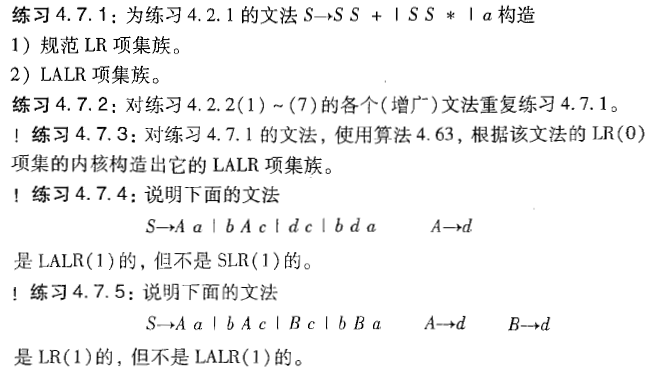 练习 4.7.1：为练习 4.2.1 的文法 S→S S + | S S * | a 构造
1）规范 LR 项集族。
2）LALR 项集族。
练习 4.7.2：对练习 4.2.2(1) ~ (7)的各个(增广)文法重复练习 4.7.1。
！练习 4.7.3：对练习 4.7.1 的文法，使用算法 4.63，根据该文法的 LR(0)
项集的内核构造出它的 LALR 项集族。
！练习 4.7.4：说明下面的文法
S→A a | b A c | d c | b d a  A→d
是 LALR(1)的，但不是 SLR(1)的。
！练习 4.7.5：说明下面的文法
S→A a | b A c | B c | b B a  A→d  B→d
是 LR(1)的，但不是 LALR(1)的。